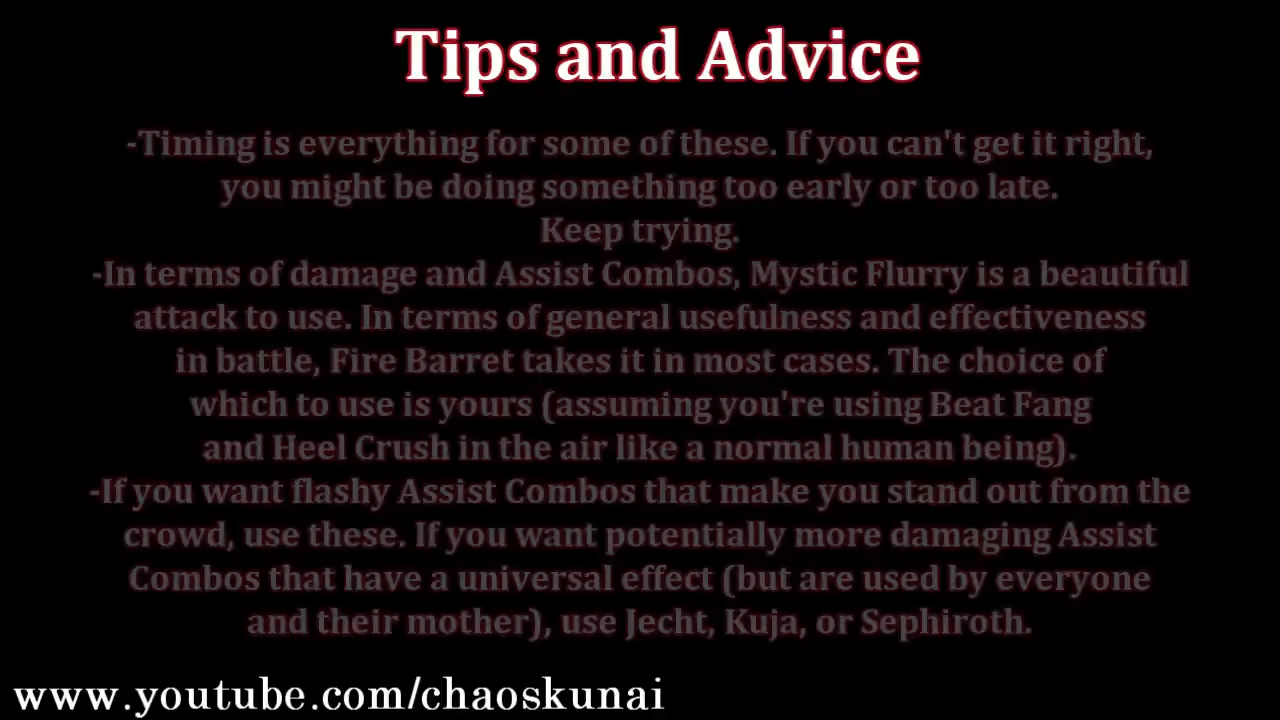 Tips and Advice
-Timing is everything for some of these. If you can't get it right,
you might be doing something too early or too late.
Keep trying.
-In terms of damage and Assist Combos, Mystic Flurry is a beautiful
attack to use. In terms of general usefulness and effectiveness
in battle, Fire Barret takes it in most cases. The choice of
which to use is yours (assuming you're using Beat Fang
and Heel Crush in the air like a normal human being).
-If you want flashy Assist Combos that make you stand out from the
crowd, use these. If you want potentially more damaging Assist
Combos that have a universal effect (but are used by everyone
and their mother), use Jecht, Kuja, or Sephiroth.
www.youtube.com/chaoskunai